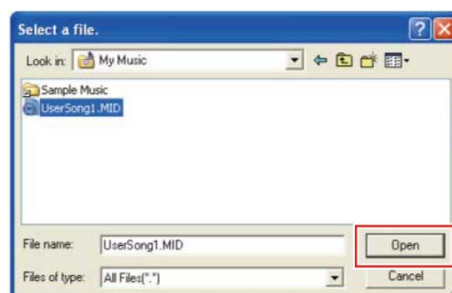 Select a file.
Look in: My Music
Sample Music
UserSong1.MID
File name: UserSong1.MID Open
Files of type: All Files(*.*) Cancel